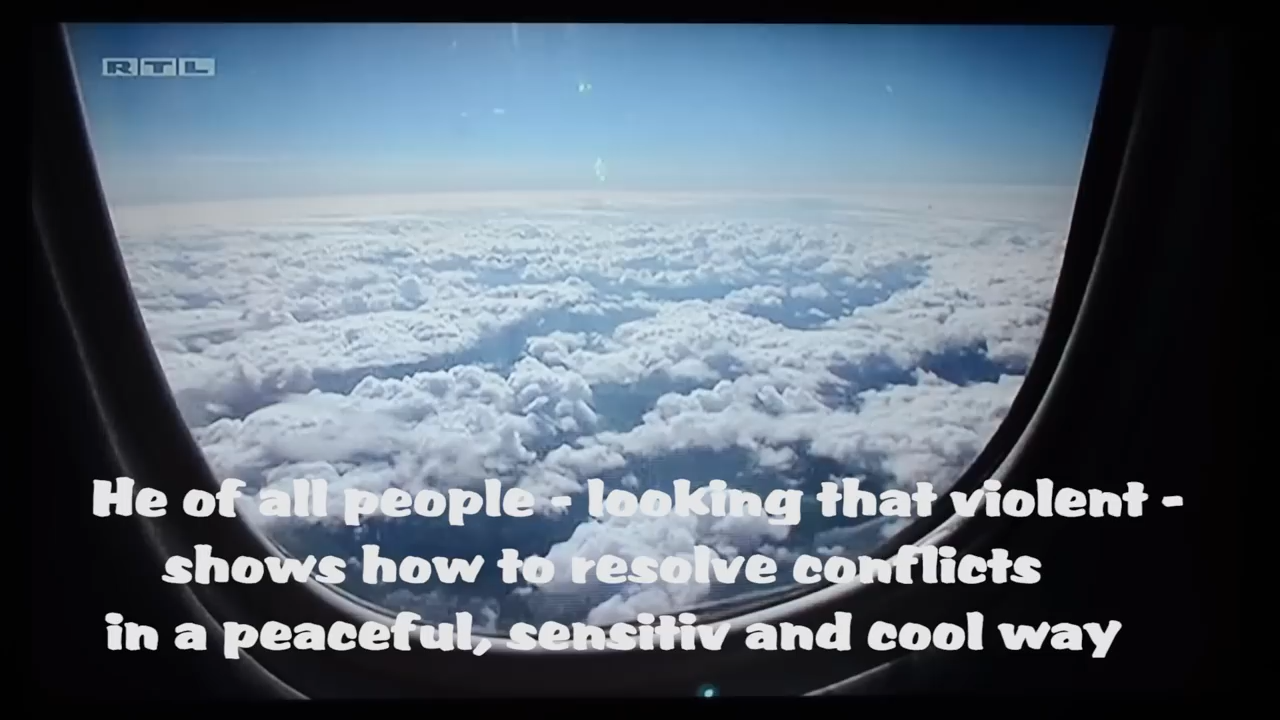 RTL
He of all people - looking that violent -
shows how to resolve conflicts
in a peaceful, sensitiv and cool way